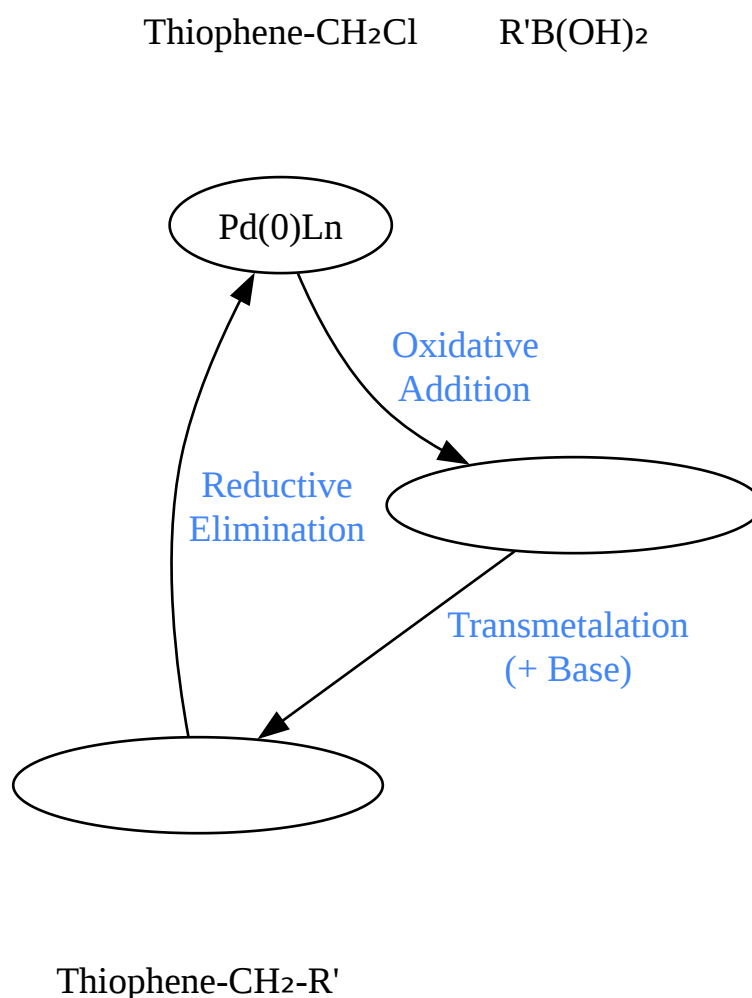 Thiophene-CH₂Cl
R'B(OH)₂
Pd(0)Ln
Oxidative
Addition
Reductive
Elimination
Transmetalation
(+ Base)
Thiophene-CH₂-R'